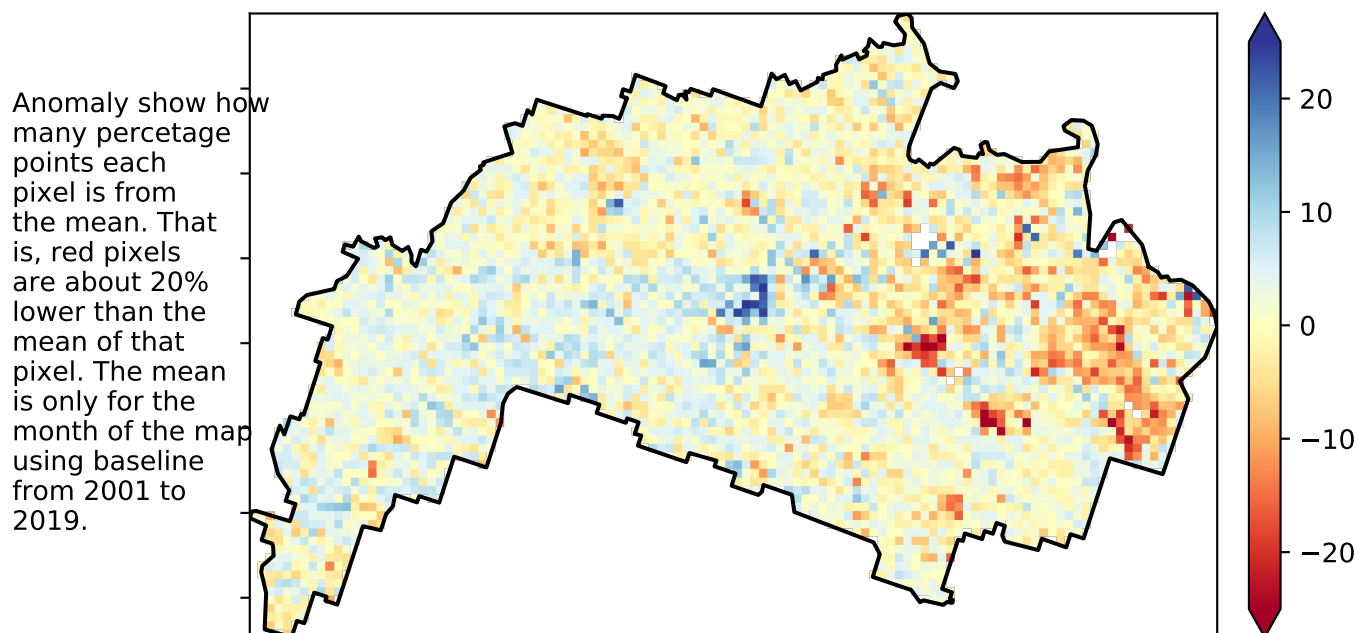 Anomaly show how
many percetage
points each
pixel is from
the mean. That
is, red pixels
are about 20%
lower than the
mean of that
pixel. The mean
is only for the
month of the map
using baseline
from 2001 to
2019.
20
10
0
−10
−20